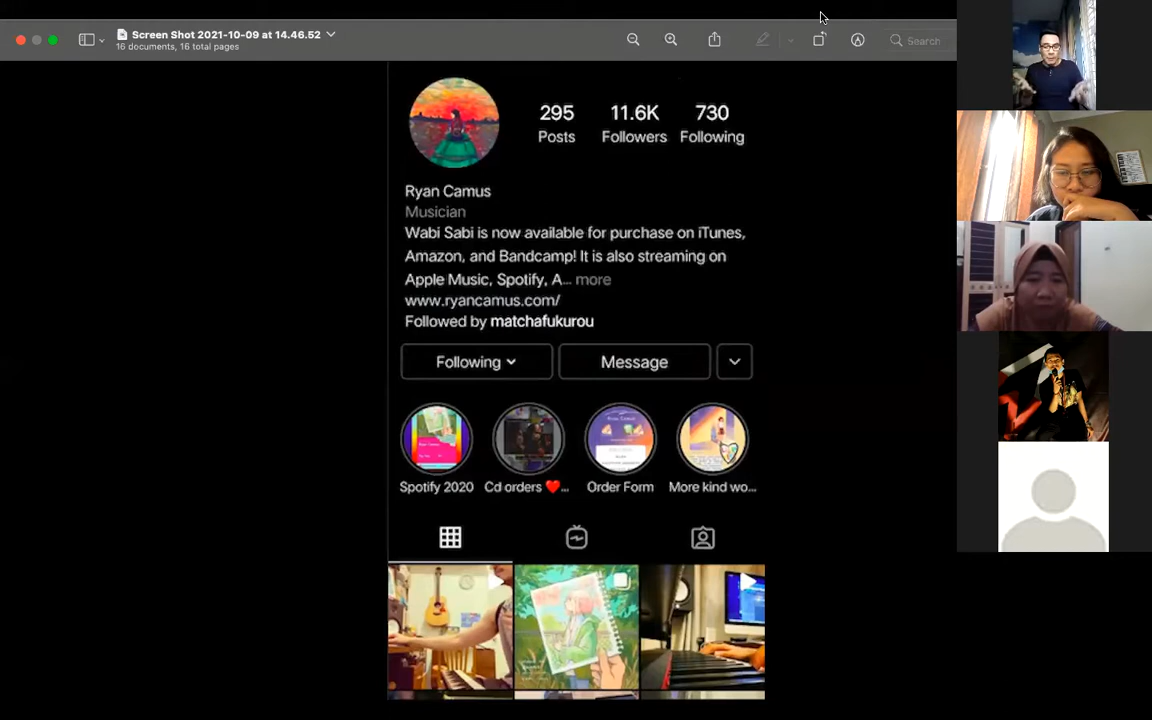 Screen Shot 2021-10-09 at 14.46.52
16 documents, 16 total pages
Search
295 11.6K 730
Posts Followers Following
Ryan Camus
Musician
Wabi Sabi is now available for purchase on iTunes,
Amazon, and Bandcamp! It is also streaming on
Apple Music, Spotify, A... more
www.ryancamus.com/
Followed by matchafukurou
Following Message
Spotify 2020 Cd orders ❤️... Order Form More kind wo...